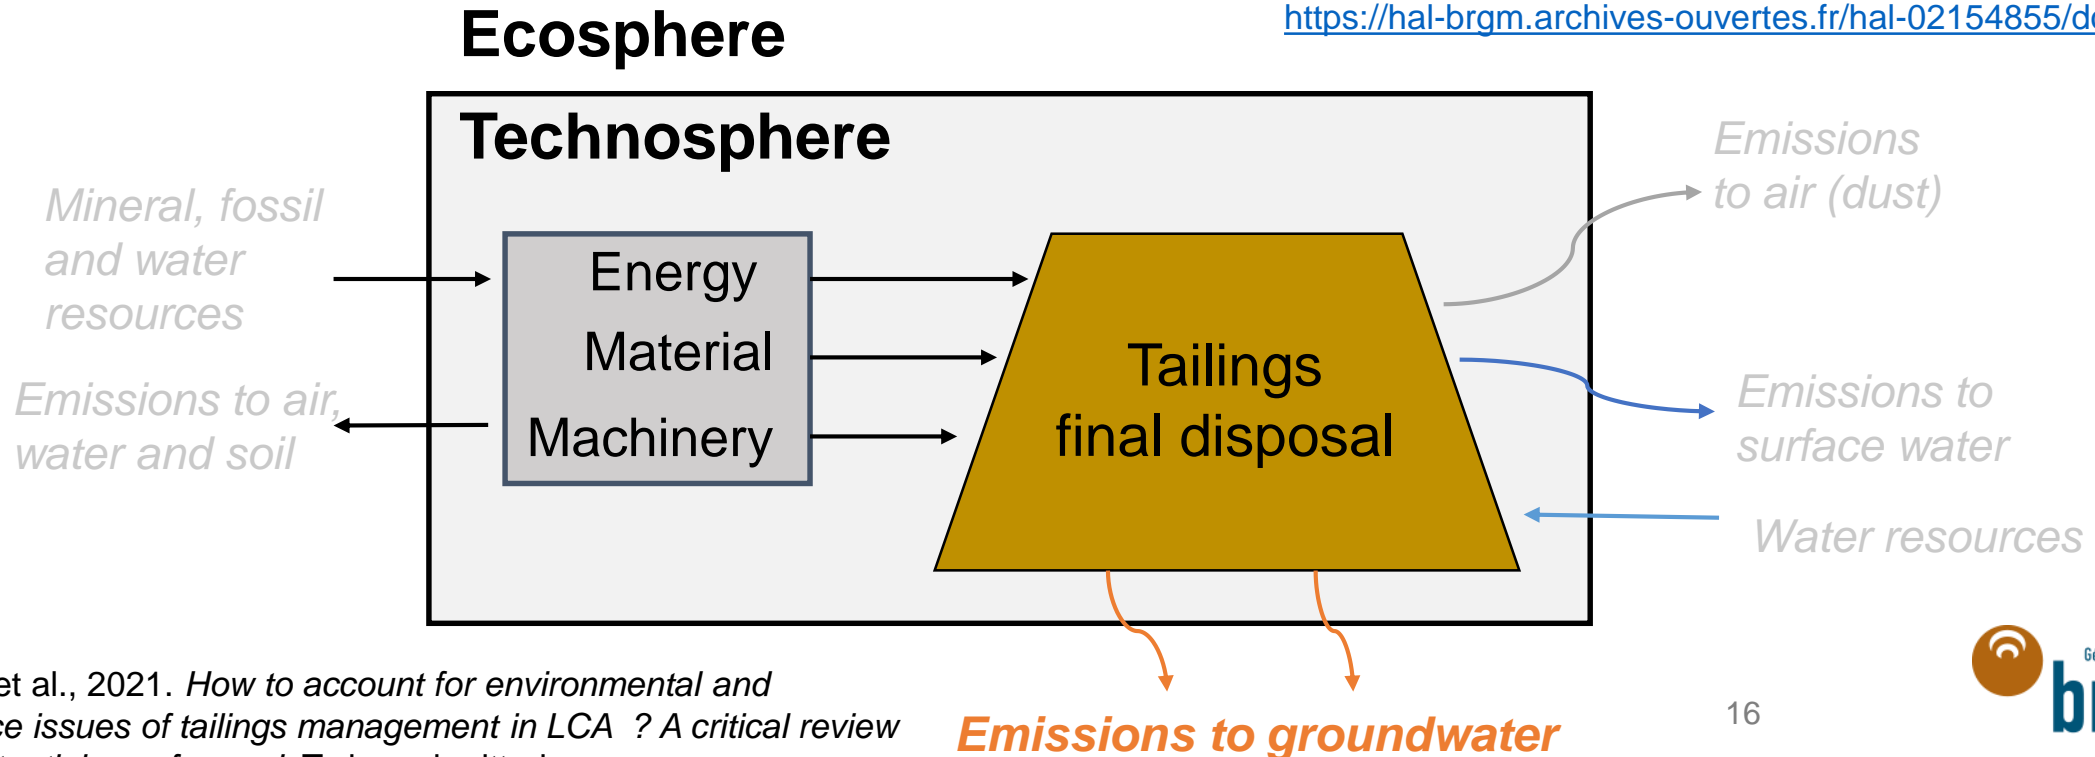 Ecosphere
https://hal-brgm.archives-ouvertes.fr/hal-02154855/do
Technosphere
Mineral, fossil
and water
resources
Emissions to air,
water and soil
Energy
Material
Machinery
Tailings
final disposal
Emissions
to air (dust)
Emissions to
surface water
Water resources
Emissions to groundwater
et al., 2021. How to account for environmental and
ce issues of tailings management in LCA ? A critical review
16